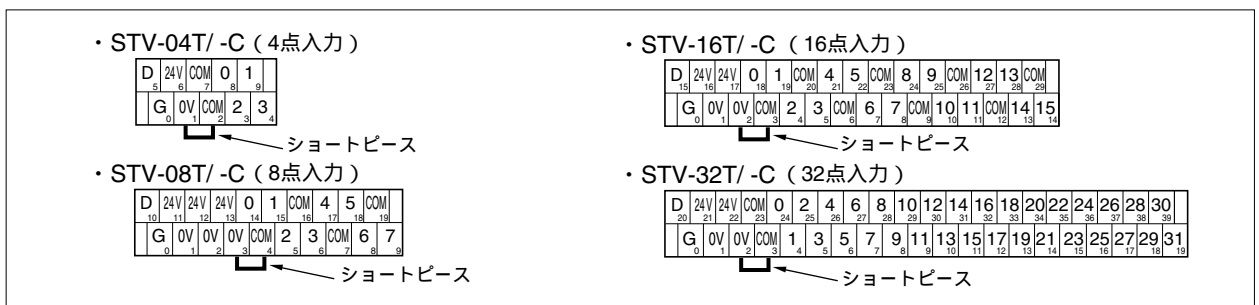 ・STV-04T/ -C（4点入力）
D 24V COM 0 1
5 6 7 8 9
G 0V COM 2 3
0 1 2 3 4
ショートピース
・STV-08T/ -C（8点入力）
D 24V 24V 24V 0 1 COM 4 5 COM
10 11 12 13 14 15 16 17 18 19
G 0V 0V 0V COM 2 3 COM 6 7
0 1 2 3 4 5 6 7 8 9
ショートピース
・STV-16T/ -C（16点入力）
D 24V 24V 0 1 COM 4 5 COM 8 9 COM 12 13 COM
15 16 17 18 19 20 21 22 23 24 25 26 27 28 29
G 0V 0V COM 2 3 COM 6 7 COM 10 11 COM 14 15
0 1 2 3 4 5 6 7 8 9 10 11 12 13 14
ショートピース
・STV-32T/ -C（32点入力）
D 24V 24V COM 0 2 4 6 8 10 12 14 16 18 20 22 24 26 28 30
20 21 22 23 24 25 26 27 28 29 30 31 32 33 34 35 36 37 38 39
G 0V 0V COM 1 3 5 7 9 11 13 15 17 19 21 23 25 27 29 31
0 1 2 3 4 5 6 7 8 9 10 11 12 13 14 15 16 17 18 19
ショートピース